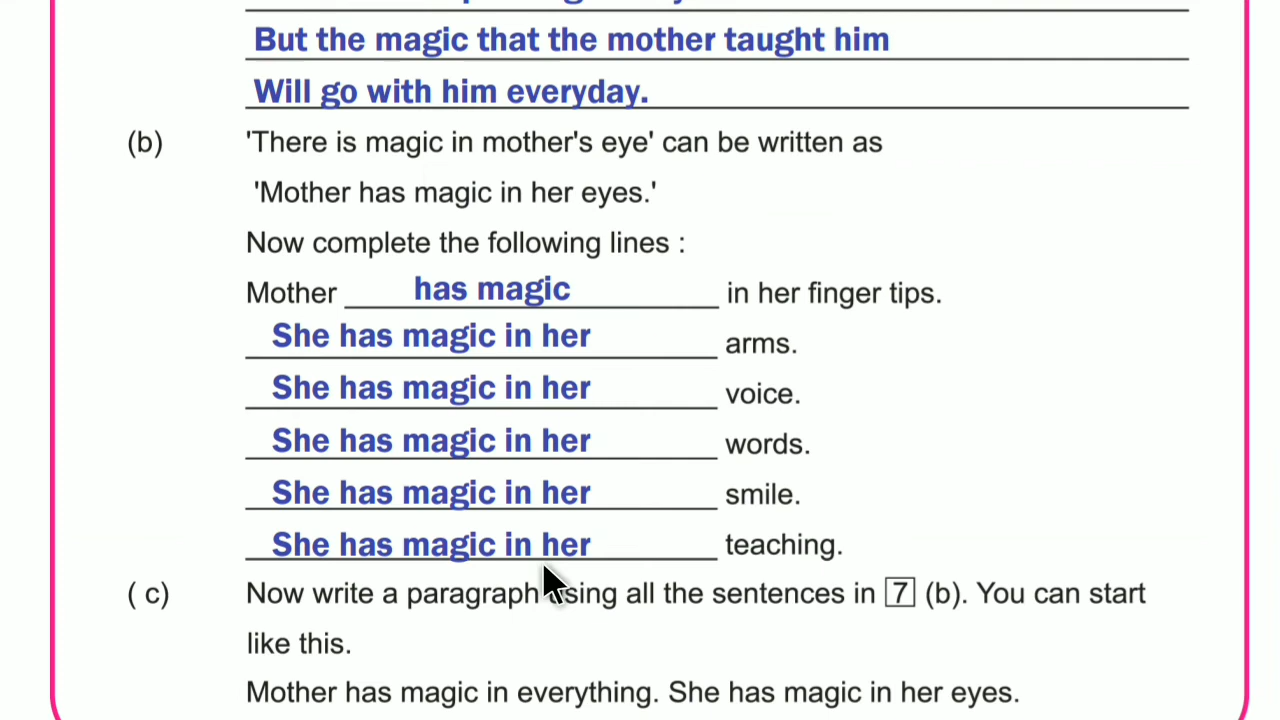 But the magic that the mother taught him
Will go with him everyday.
(b) 'There is magic in mother's eye' can be written as
'Mother has magic in her eyes.'
Now complete the following lines :
Mother has magic in her finger tips.
She has magic in her arms.
She has magic in her voice.
She has magic in her words.
She has magic in her smile.
She has magic in her teaching.
( c) Now write a paragraph using all the sentences in 7 (b). You can start
like this.
Mother has magic in everything. She has magic in her eyes.